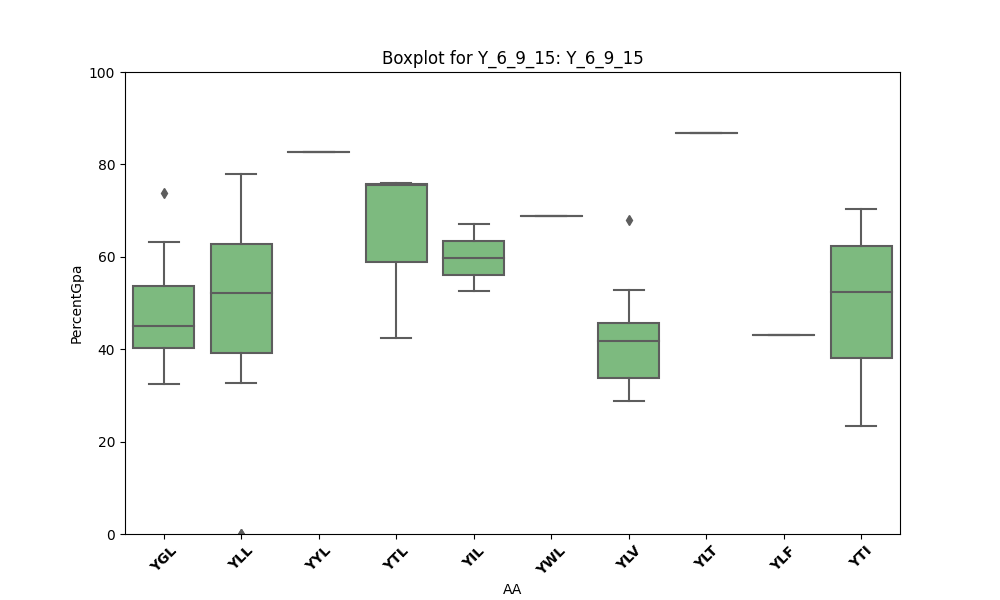 Boxplot for Y_6_9_15: Y_6_9_15
100
80
60
40
20
0
PercentGpa
YGL
YLL
YYL
YTL
YIL
YWL
YLV
YLT
YLF
YTI
AA